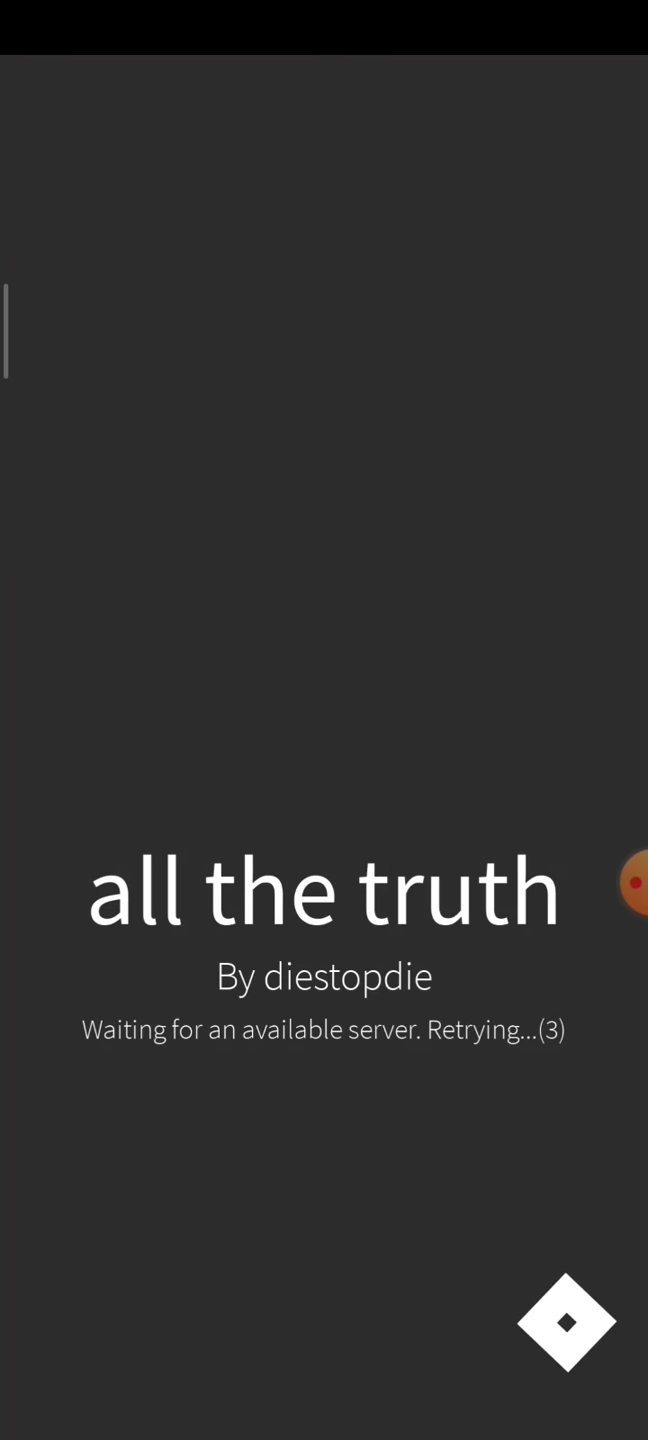 all the truth
By diestopdie
Waiting for an available server. Retrying...(3)